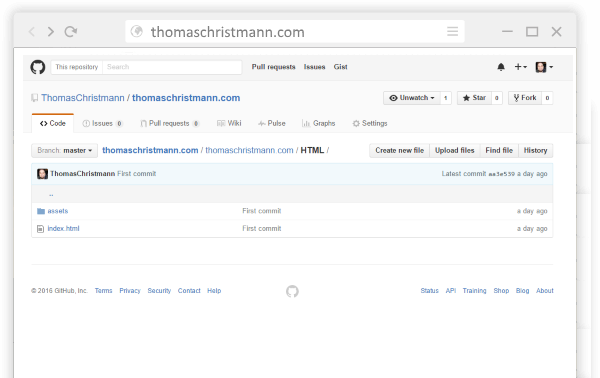 thomaschristmann.com
This repository Search Pull requests Issues Gist
ThomasChristmann / thomaschristmann.com Unwatch 1 Star 0 Fork 0
Code Issues 0 Pull requests 0 Wiki Pulse Graphs Settings
Branch: master thomaschristmann.com / thomaschristmann.com / HTML / Create new file Upload files Find file History
ThomasChristmann First commit Latest commit aa3e539 a day ago
..
assets First commit a day ago
index.html First commit a day ago
© 2016 GitHub, Inc. Terms Privacy Security Contact Help Status API Training Shop Blog About